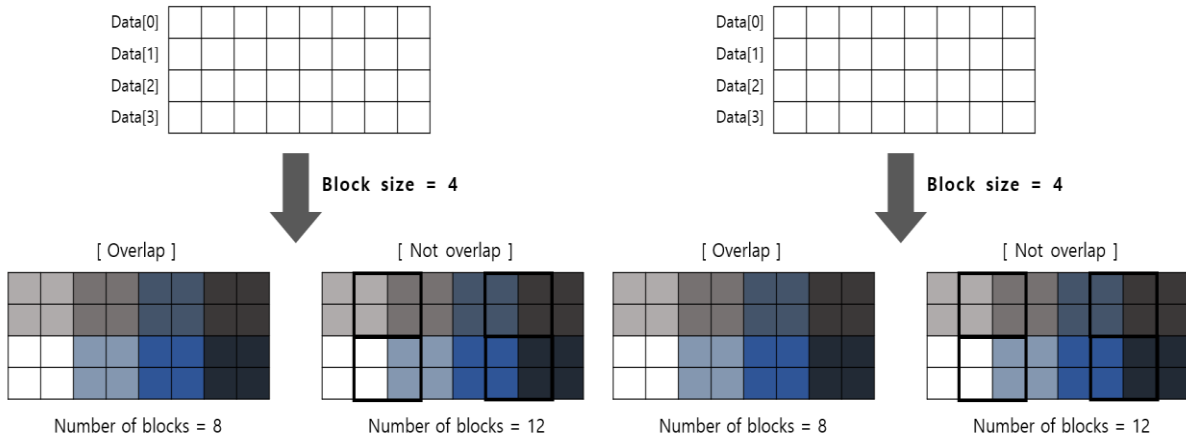 Data[0]
Data[1]
Data[2]
Data[3]
Block size = 4
[ Overlap ]
[ Not overlap ]
Number of blocks = 8
Number of blocks = 12
Data[0]
Data[1]
Data[2]
Data[3]
Block size = 4
[ Overlap ]
[ Not overlap ]
Number of blocks = 8
Number of blocks = 12